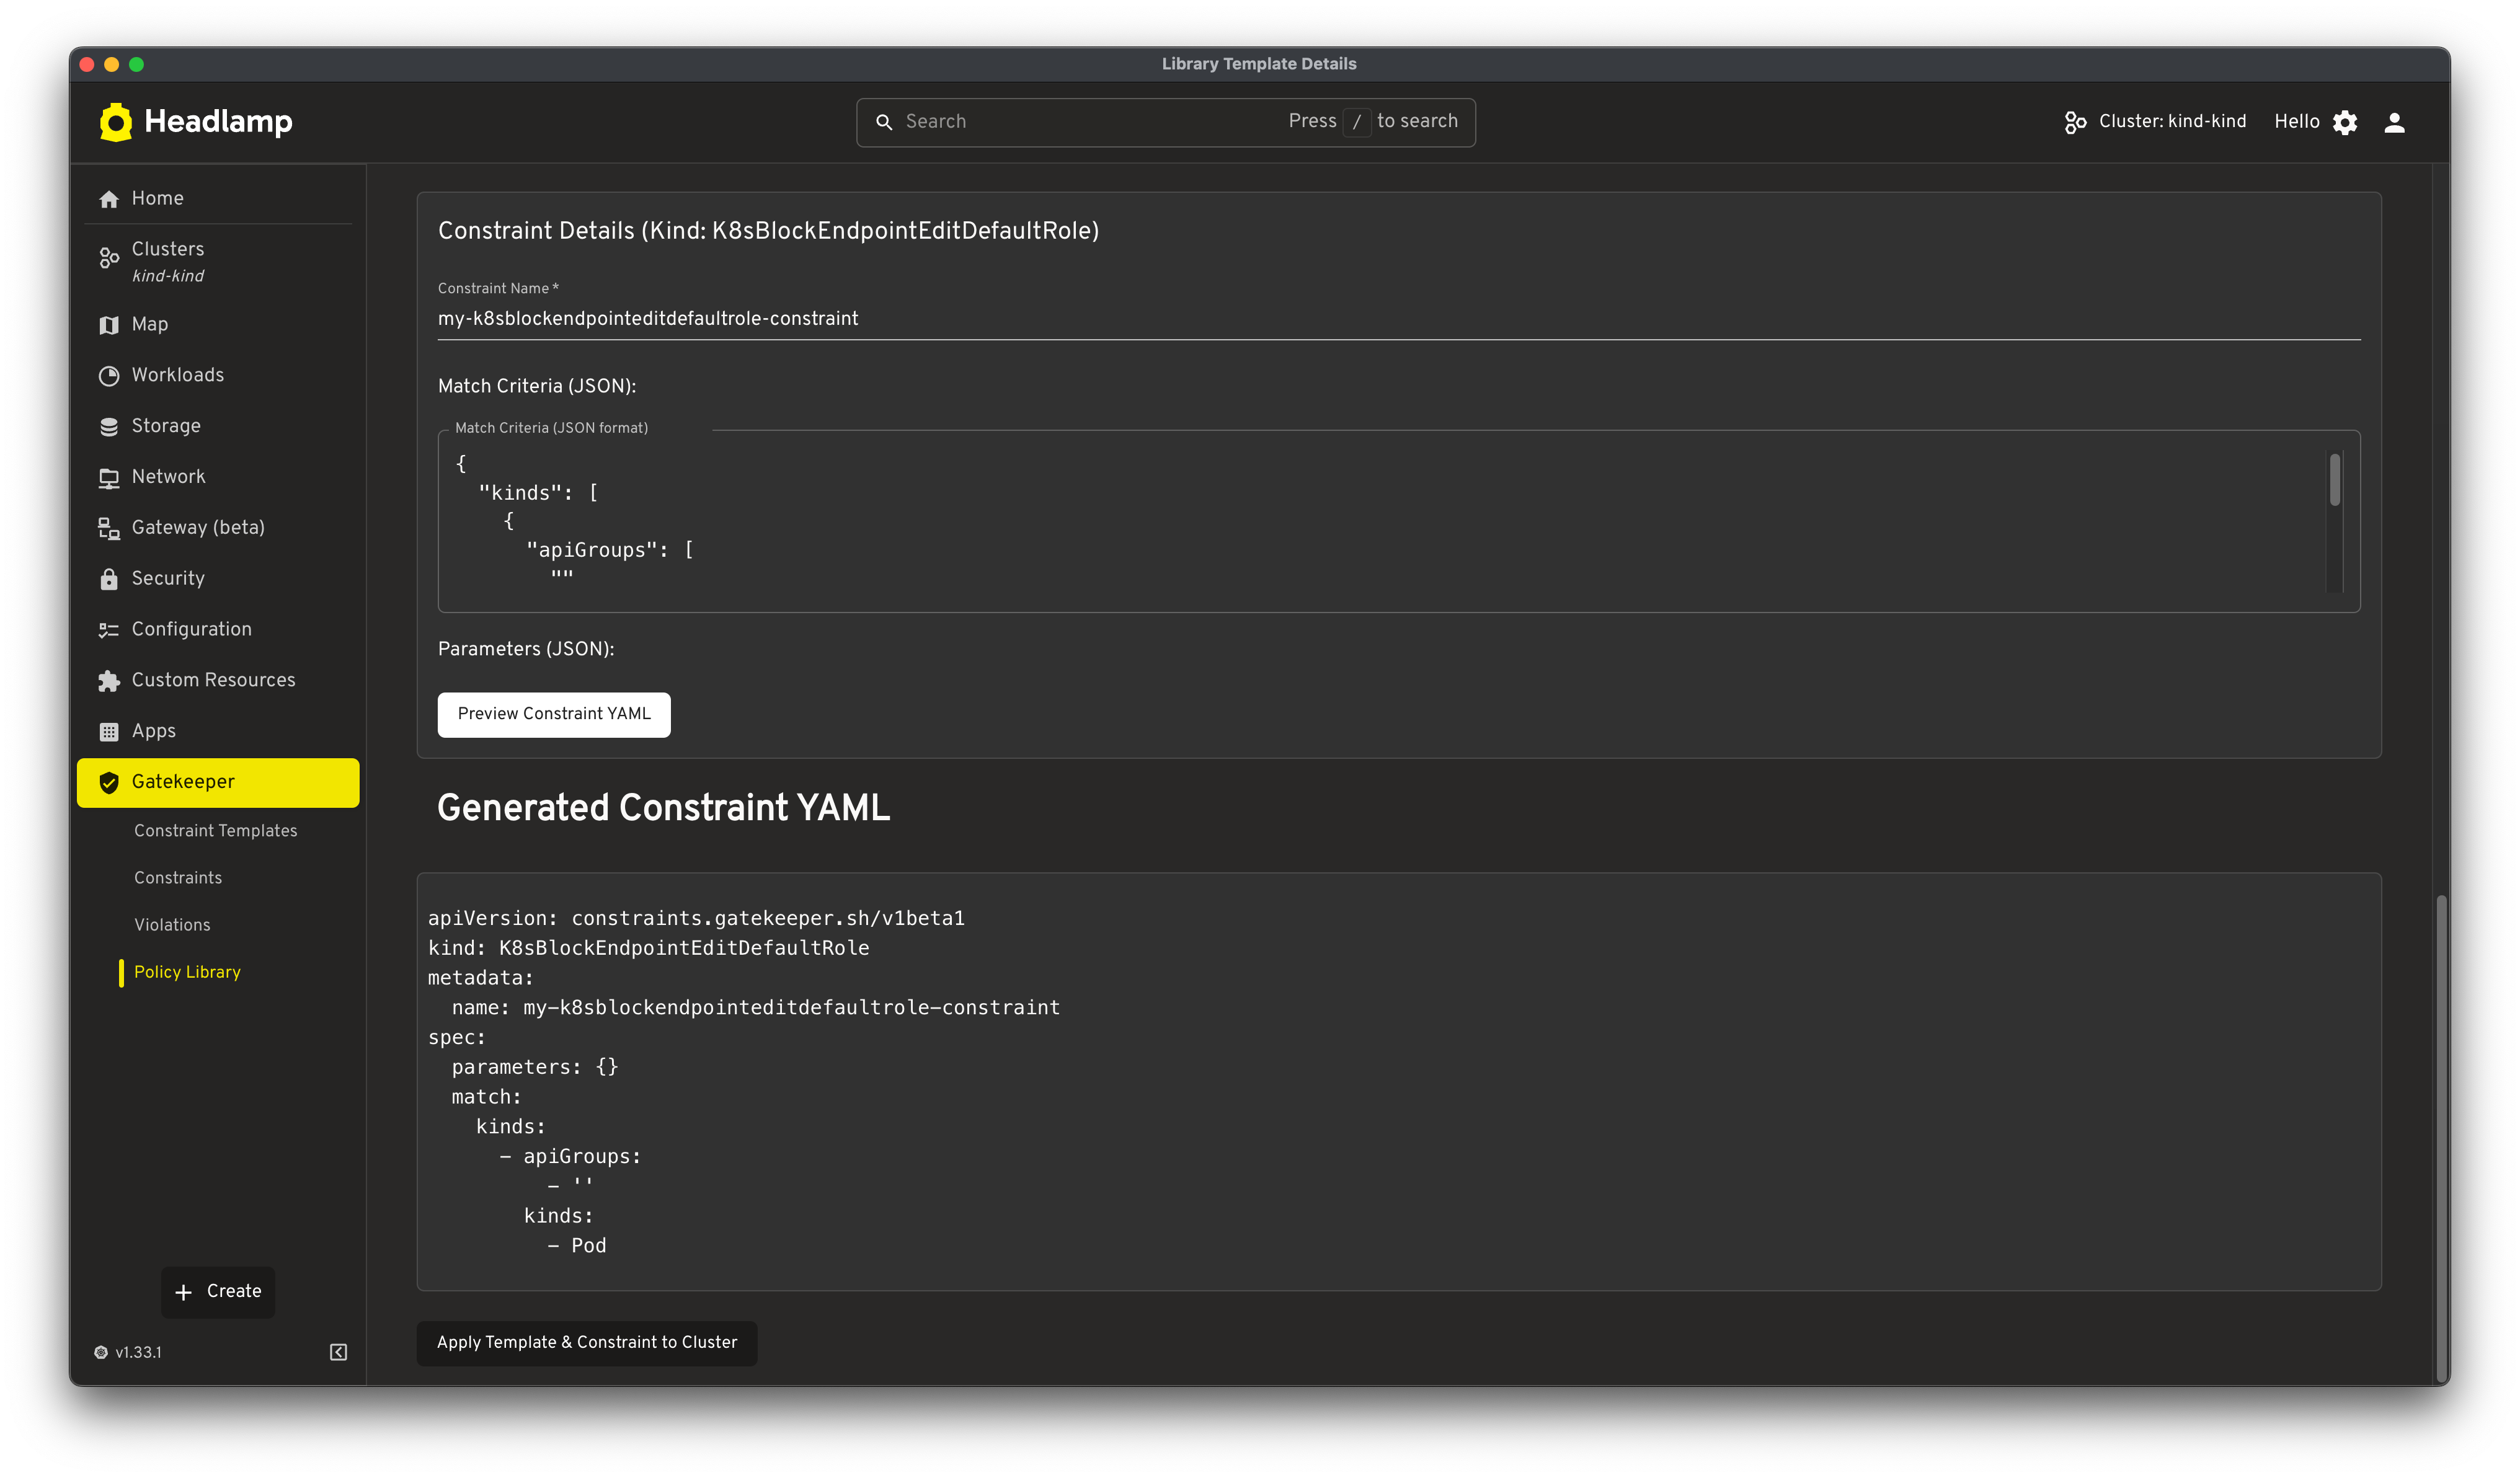 Library Template Details
Headlamp
Search
Press / to search
Cluster: kind-kind
Hello
Home
Clusters
kind-kind
Map
Workloads
Storage
Network
Gateway (beta)
Security
Configuration
Custom Resources
Apps
Gatekeeper
Constraint Templates
Constraints
Violations
Policy Library
Create
v1.33.1
Constraint Details (Kind: K8sBlockEndpointEditDefaultRole)
Constraint Name *
my-k8sblockendpointeditdefaultrole-constraint
Match Criteria (JSON):
Match Criteria (JSON format)
{
  "kinds": [
    {
      "apiGroups": [
        ""
Parameters (JSON):
Preview Constraint YAML
Generated Constraint YAML
apiVersion: constraints.gatekeeper.sh/v1beta1
kind: K8sBlockEndpointEditDefaultRole
metadata:
  name: my-k8sblockendpointeditdefaultrole-constraint
spec:
  parameters: {}
  match:
    kinds:
      - apiGroups:
          - ''
        kinds:
          - Pod
Apply Template & Constraint to Cluster